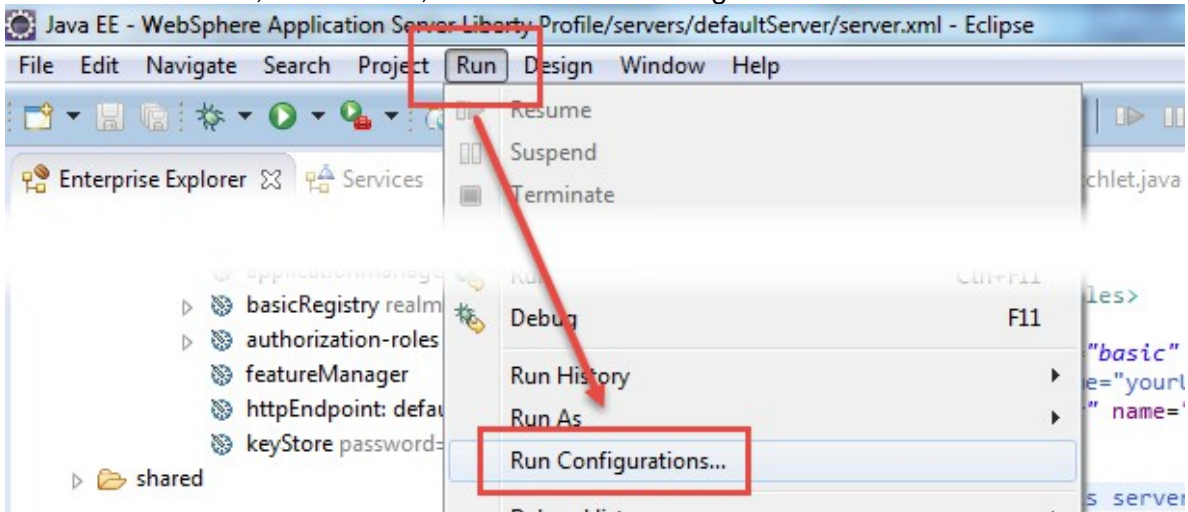 Java EE - WebSphere Application Server Liberty Profile/servers/defaultServer/server.xml - Eclipse
File Edit Navigate Search Project Run Design Window Help
Resume
Suspend
Enterprise Explorer Services
chlet.java
Terminate
Ctrl+F11
basicRegistry realm
les>
Debug F11
authorization-roles
"basic"
featureManager
Run History
e="your
httpEndpoint: defau
Run As
" name="
keyStore password=
Run Configurations...
shared
s server